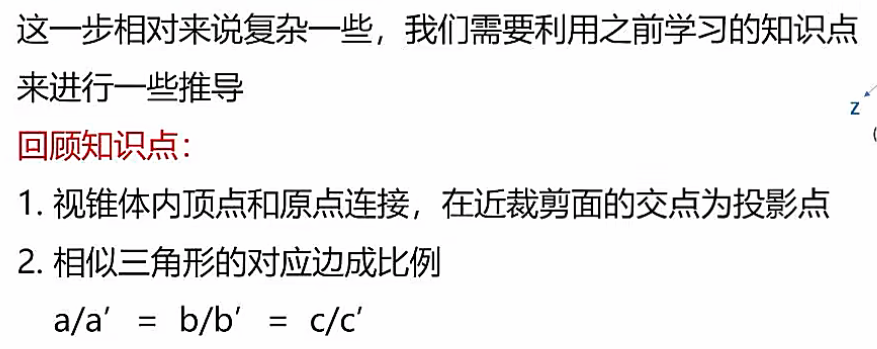 这一步相对来说复杂一些，我们需要利用之前学习的知识点
来进行一些推导
回顾知识点：
1. 视锥体内顶点和原点连接，在近裁剪面的交点为投影点
2. 相似三角形的对应边成比例
a/a′ = b/b′ = c/c′
z